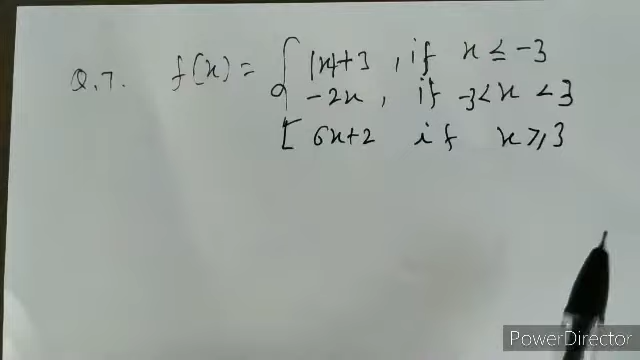 Q.7. f(x) = { |x|+3 , if x ≤ -3
-2x , if -3<x <3
6x+2 if x ≥ 3
PowerDirector